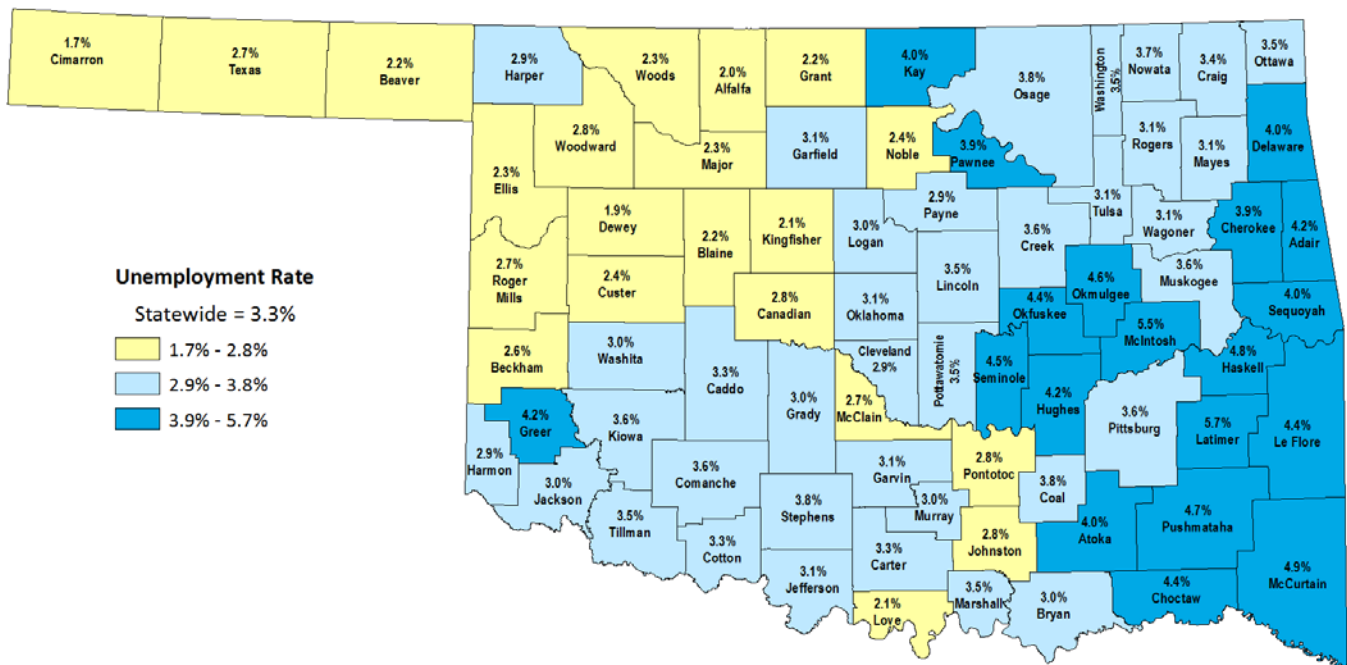 1.7%
Cimarron
2.7%
Texas
2.2%
Beaver
2.9%
Harper
2.3%
Woods
2.0%
Alfalfa
2.2%
Grant
4.0%
Kay
3.8%
Osage
Washington
3.5%
3.7%
Nowata
3.4%
Craig
3.5%
Ottawa
2.8%
Woodward
2.3%
Major
3.1%
Garfield
2.4%
Noble
3.9%
Pawnee
3.1%
Rogers
3.1%
Mayes
4.0%
Delaware
2.3%
Ellis
1.9%
Dewey
2.2%
Blaine
2.1%
Kingfisher
3.0%
Logan
2.9%
Payne
3.6%
Creek
3.1%
Tulsa
3.1%
Wagoner
3.9%
Cherokee
4.2%
Adair
2.7%
Roger
Mills
2.4%
Custer
2.8%
Canadian
3.1%
Oklahoma
3.5%
Lincoln
4.4%
Okfuskee
4.6%
Okmulgee
3.6%
Muskogee
4.0%
Sequoyah
Unemployment Rate
Statewide = 3.3%
1.7% - 2.8%
2.9% - 3.8%
3.9% - 5.7%
2.6%
Beckham
3.0%
Washita
3.3%
Caddo
3.0%
Grady
Cleveland
2.9%
Pottawatomie
3.5%
4.5%
Seminole
4.2%
Hughes
5.5%
McIntosh
4.8%
Haskell
4.2%
Greer
3.6%
Kiowa
2.7%
McClain
3.6%
Pittsburg
5.7%
Latimer
4.4%
Le Flore
2.9%
Harmon
3.0%
Jackson
3.6%
Comanche
3.1%
Garvin
2.8%
Pontotoc
3.8%
Coal
3.5%
Tillman
3.3%
Cotton
3.8%
Stephens
3.0%
Murray
2.8%
Johnston
4.0%
Atoka
4.7%
Pushmataha
3.1%
Jefferson
3.3%
Carter
2.1%
Love
3.5%
Marshall
3.0%
Bryan
4.4%
Choctaw
4.9%
McCurtain